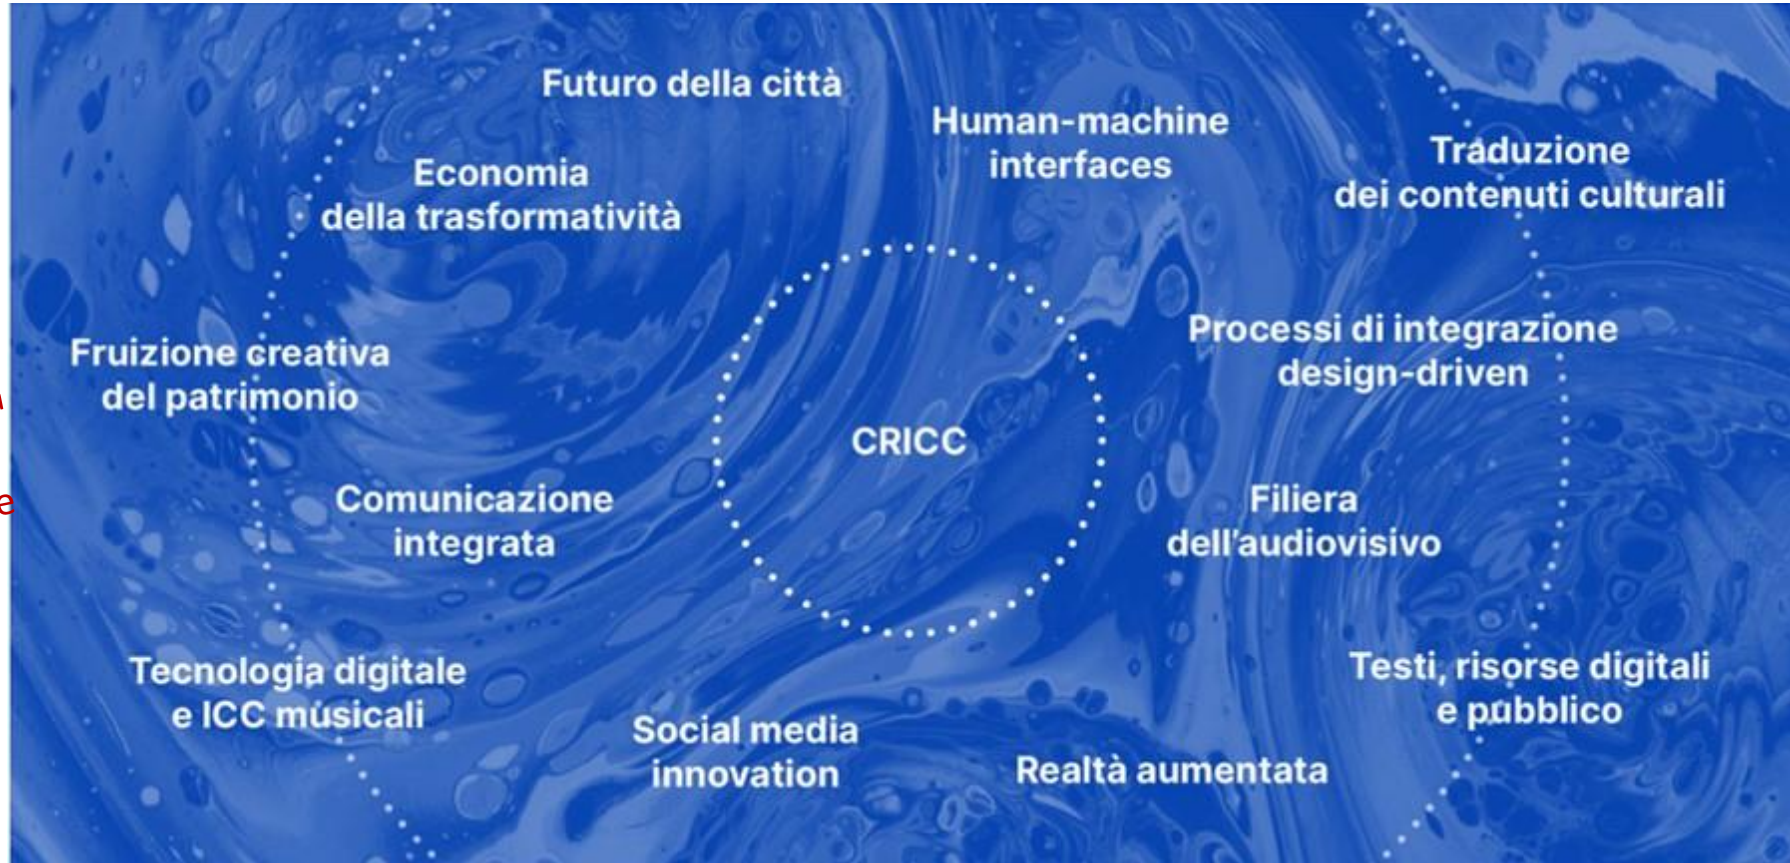 Futuro della città
Human-machine
interfaces
Traduzione
dei contenuti culturali
Economia
della trasformatività
Processi di integrazione
design-driven
Fruizione creativa
del patrimonio
CRICC
Comunicazione
integrata
Filiera
dell'audiovisivo
Tecnologia digitale
e ICC musicali
Testi, risorse digitali
e pubblico
Social media
innovation
Realtà aumentata